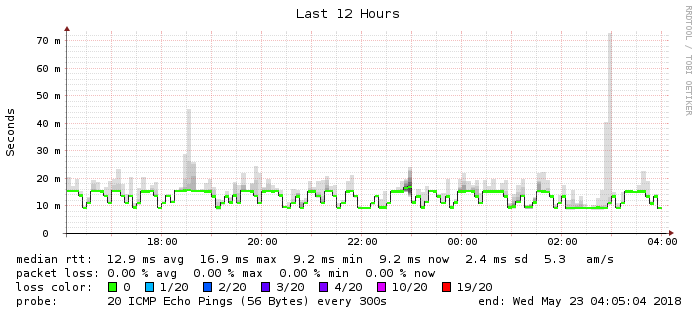 Last 12 Hours
RRDTOOL / TOBI OETIKER
Seconds
70 m
60 m
50 m
40 m
30 m
20 m
10 m
0
18:00 20:00 22:00 00:00 02:00 04:00
median rtt: 12.9 ms avg 16.9 ms max 9.2 ms min 9.2 ms now 2.4 ms sd 5.3 am/s
packet loss: 0.00 % avg 0.00 % max 0.00 % min 0.00 % now
loss color: 0 1/20 2/20 3/20 4/20 10/20 19/20
probe: 20 ICMP Echo Pings (56 Bytes) every 300s end: Wed May 23 04:05:04 2018